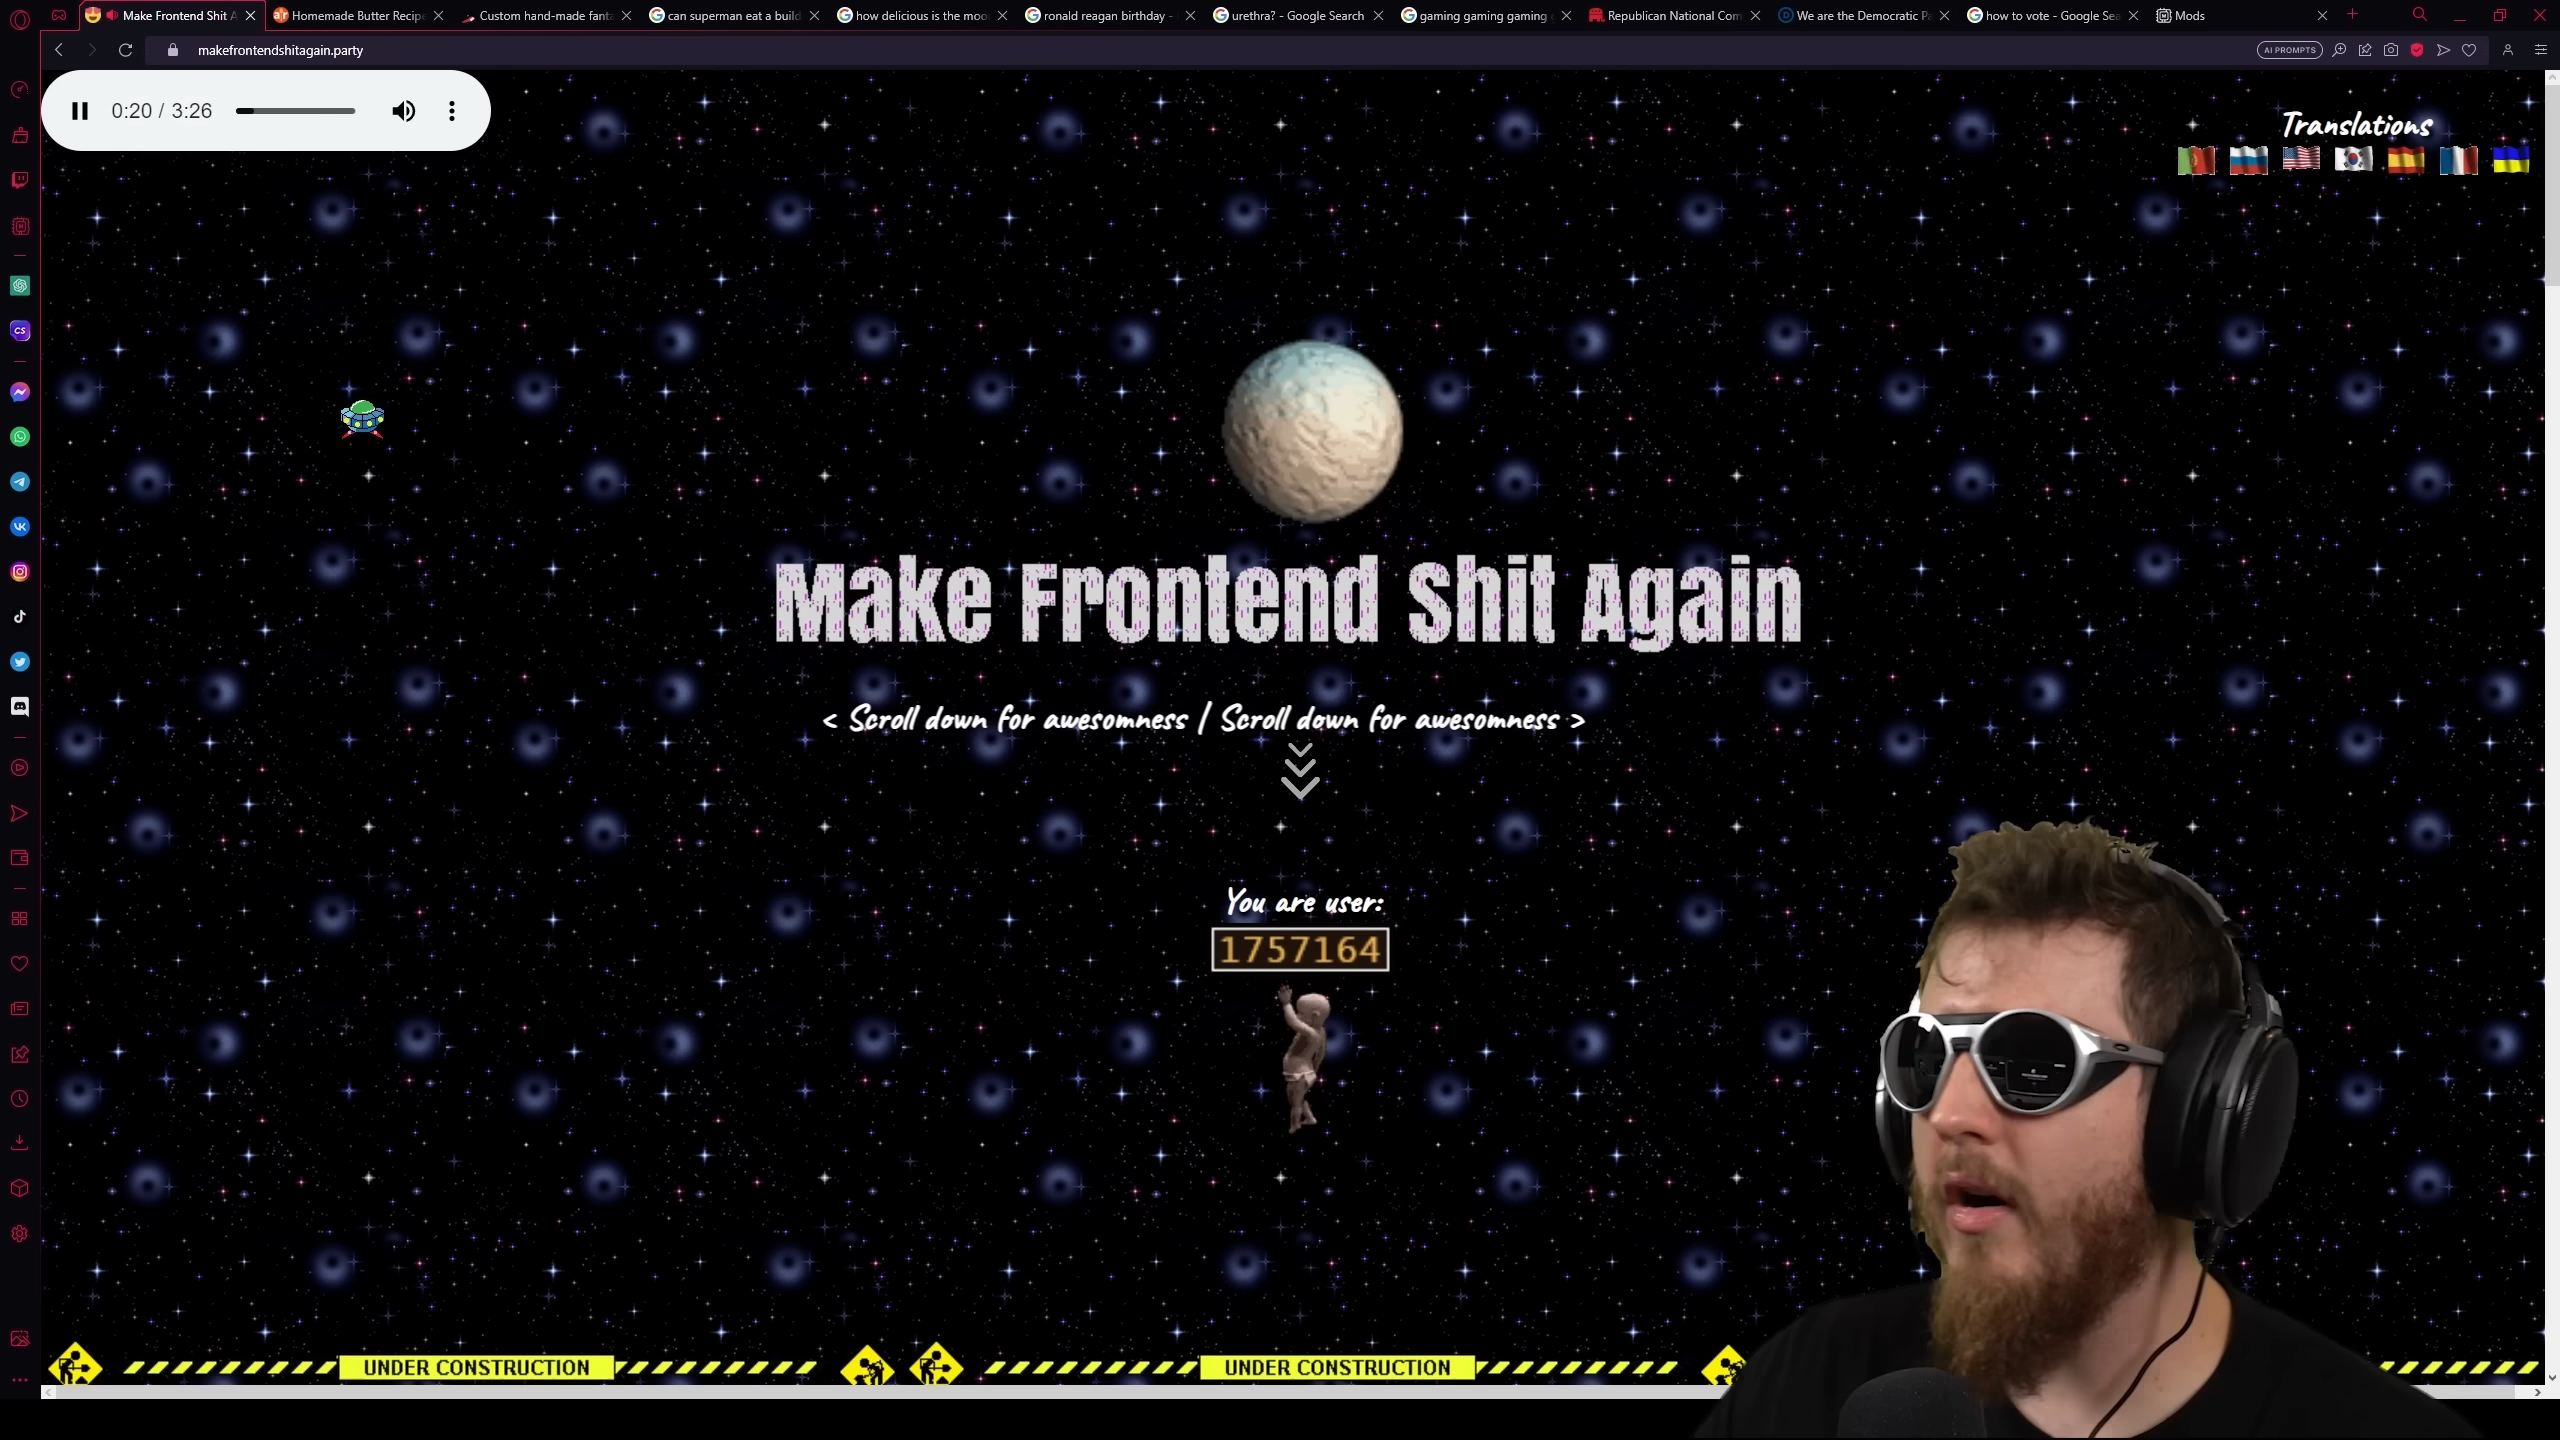 Make Frontend Shit A
Homemade Butter Recipe
Custom hand-made fanta
can superman eat a build
how delicious is the moo
ronald reagan birthday -
urethra? - Google Search
gaming gaming gaming
Republican National Com
We are the Democratic Pa
how to vote - Google Sea
Mods
makefrontendshitagain.party
AI PROMPTS
0:20 / 3:26
Translations
CS
Make Frontend Shit Again
< Scroll down for awesomness / Scroll down for awesomness >
You are user:
1757164
UNDER CONSTRUCTION
UNDER CONSTRUCTION